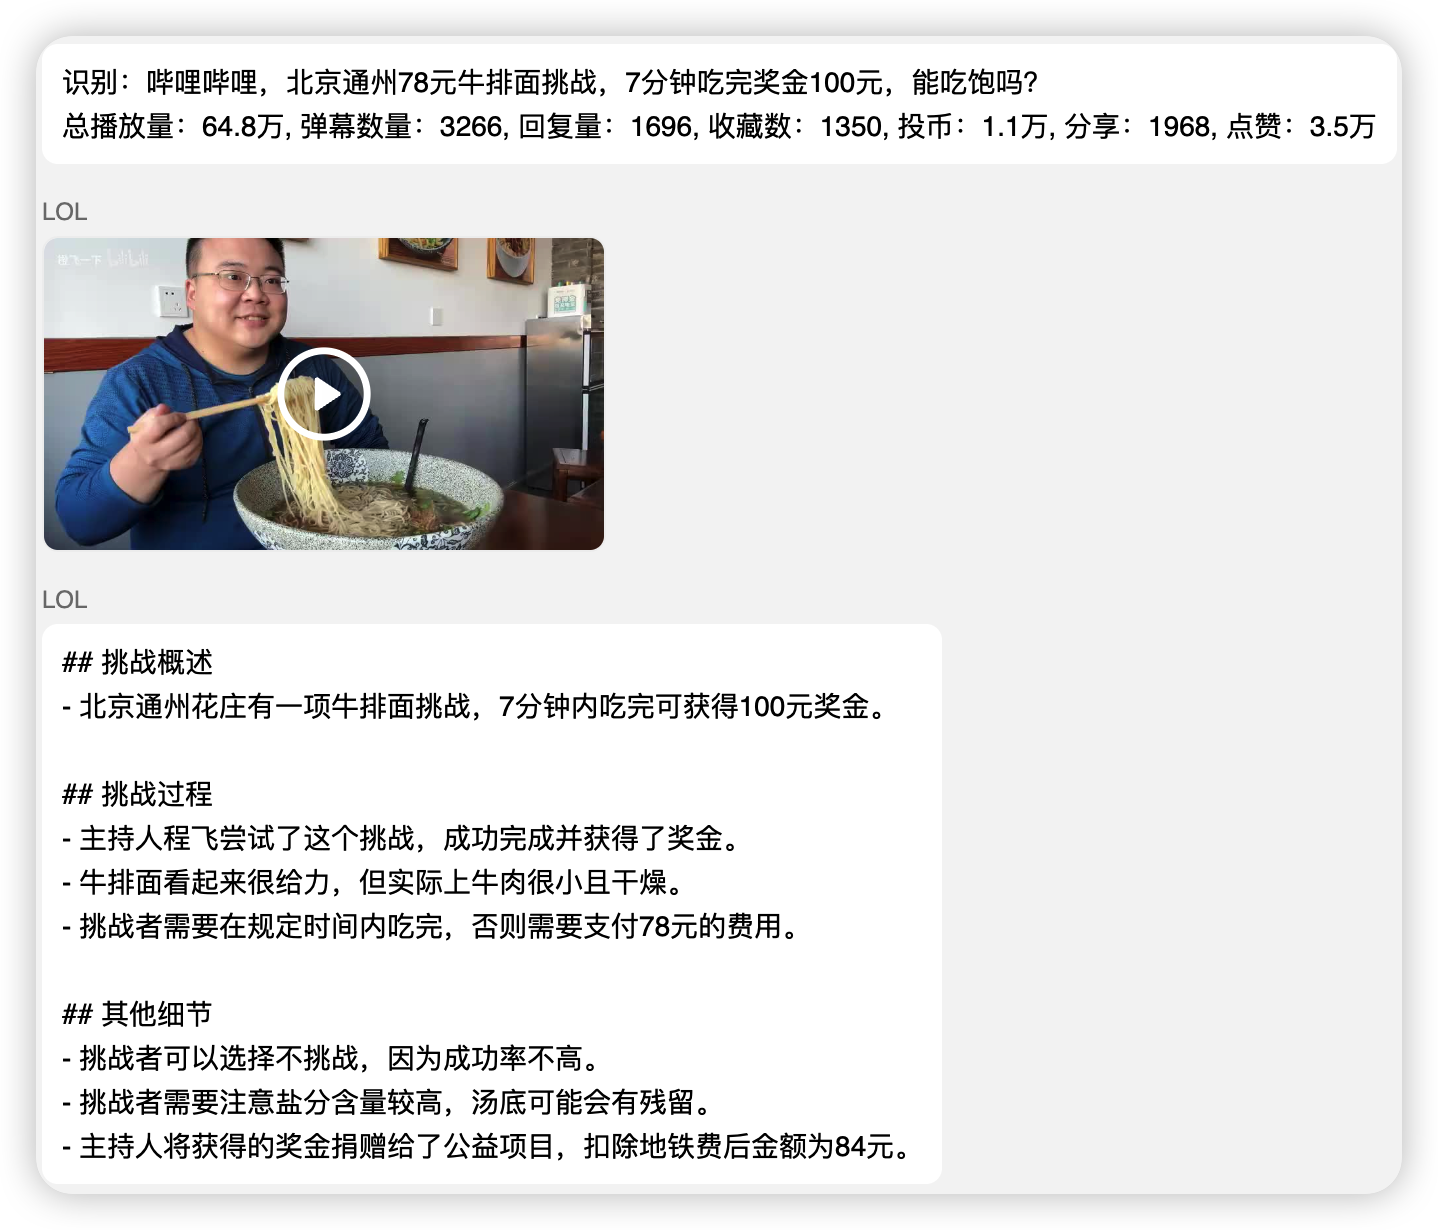 识别：哔哩哔哩，北京通州78元牛排面挑战，7分钟吃完奖金100元，能吃饱吗？
总播放量：64.8万, 弹幕数量：3266, 回复量：1696, 收藏数：1350, 投币：1.1万, 分享：1968, 点赞：3.5万
LOL
bilibili
LOL
## 挑战概述
- 北京通州花庄有一项牛排面挑战，7分钟内吃完可获得100元奖金。
## 挑战过程
- 主持人程飞尝试了这个挑战，成功完成并获得了奖金。
- 牛排面看起来很给力，但实际上牛肉很小且干燥。
- 挑战者需要在规定时间内吃完，否则需要支付78元的费用。
## 其他细节
- 挑战者可以选择不挑战，因为成功率不高。
- 挑战者需要注意盐分含量较高，汤底可能会有残留。
- 主持人将获得的奖金捐赠给了公益项目，扣除地铁费后金额为84元。